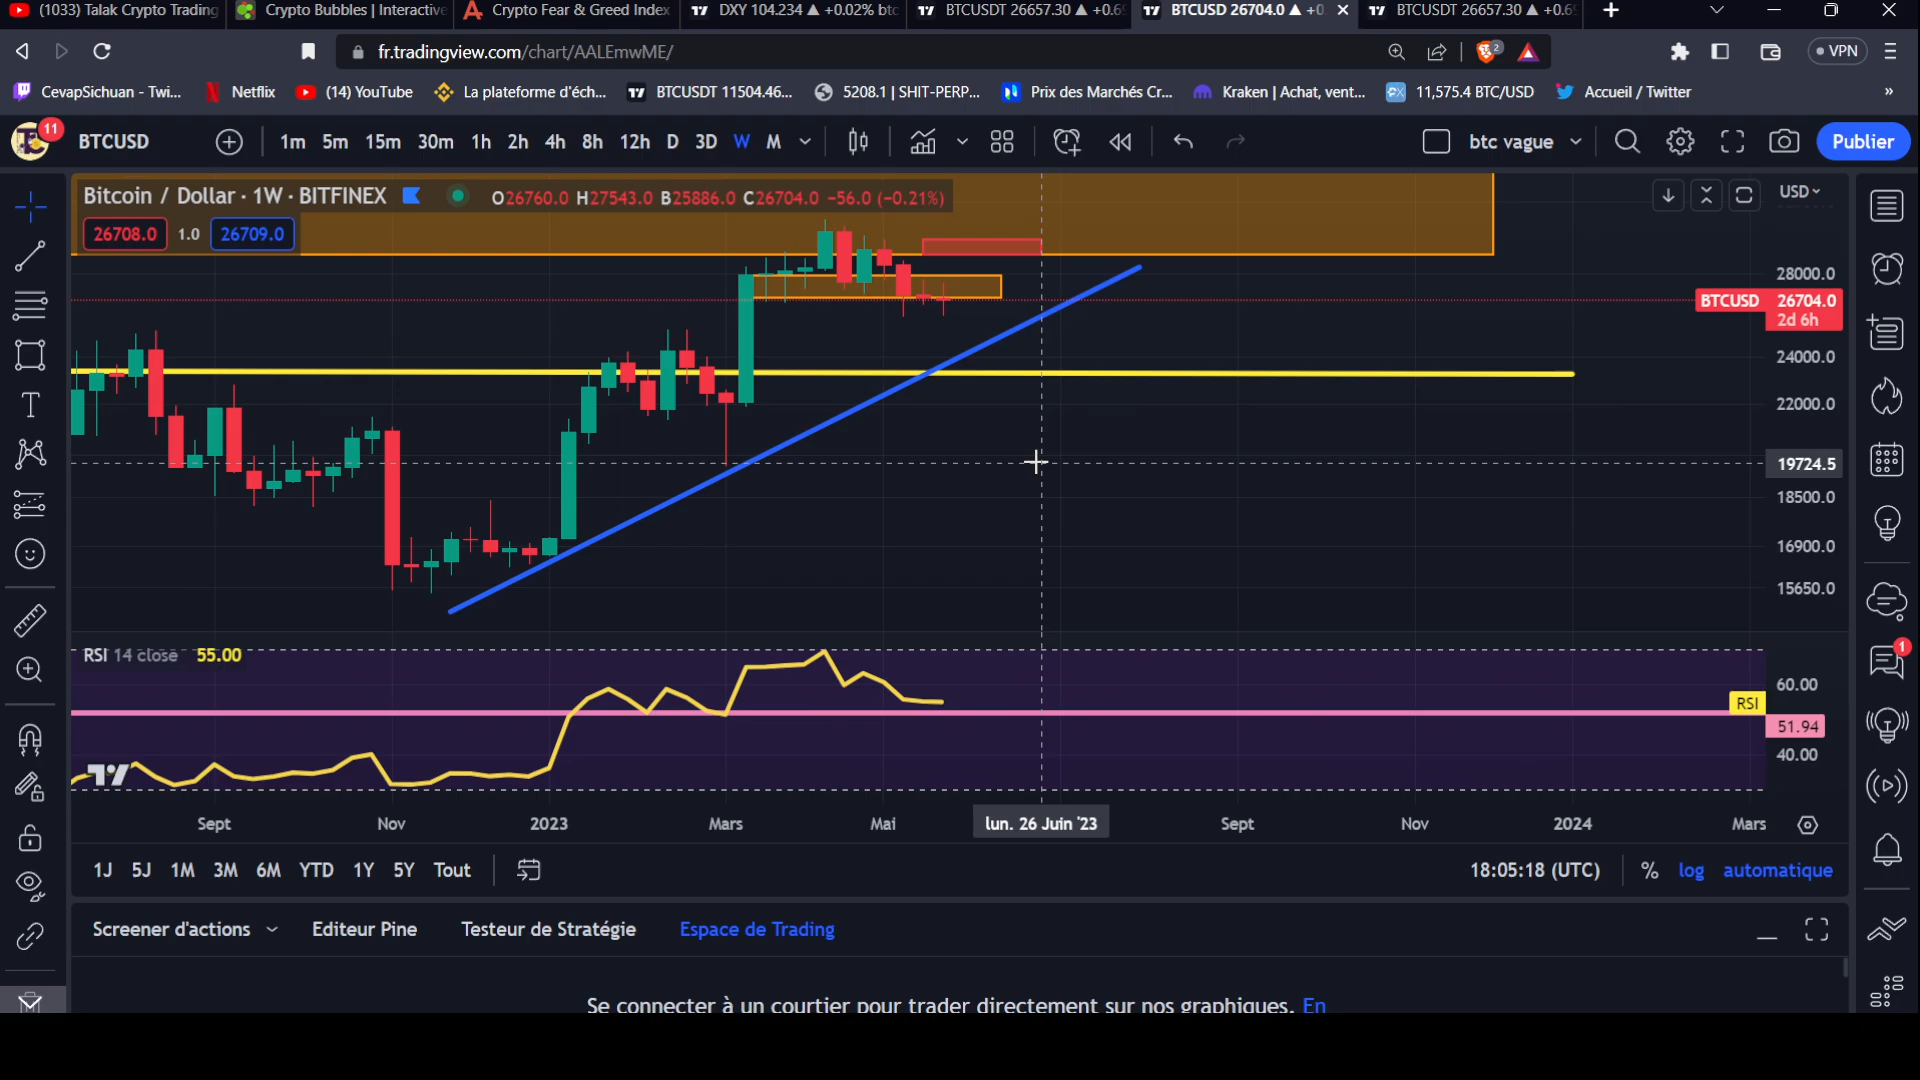 (1033) Talak Crypto Trading
Crypto Bubbles | Interactive
Crypto Fear & Greed Index
DXY 104.234 ▲ +0.02% btc
BTCUSDT 26657.30 ▲ +0.6
BTCUSD 26704.0 ▲ +0
BTCUSDT 26657.30 ▲ +0.6
fr.tradingview.com/chart/AALEmwME/
2
VPN
CevapSichuan - Twi...
Netflix
(14) YouTube
La plateforme d'éch...
BTCUSDT 11504.46...
5208.1 | SHIT-PERP...
Prix des Marchés Cr...
Kraken | Achat, vent...
11,575.4 BTC/USD
Accueil / Twitter
»
11
BTCUSD
1m 5m 15m 30m 1h 2h 4h 8h 12h D 3D W M
btc vague
Publier
Bitcoin / Dollar · 1W · BITFINEX
O26760.0 H27543.0 B25886.0 C26704.0 −56.0 (−0.21%)
USD
26708.0 1.0 26709.0
28000.0
BTCUSD 26704.0
2d 6h
24000.0
22000.0
19724.5
18500.0
16900.0
15650.0
RSI 14 close 55.00
60.00
RSI
51.94
40.00
1
Sept Nov 2023 Mars Mai lun. 26 Juin '23 Sept Nov 2024 Mars
1J 5J 1M 3M 6M YTD 1Y 5Y Tout
18:05:18 (UTC) % log automatique
Screener d'actions Editeur Pine Testeur de Stratégie Espace de Trading
Se connecter à un courtier pour trader directement sur nos graphiques. En